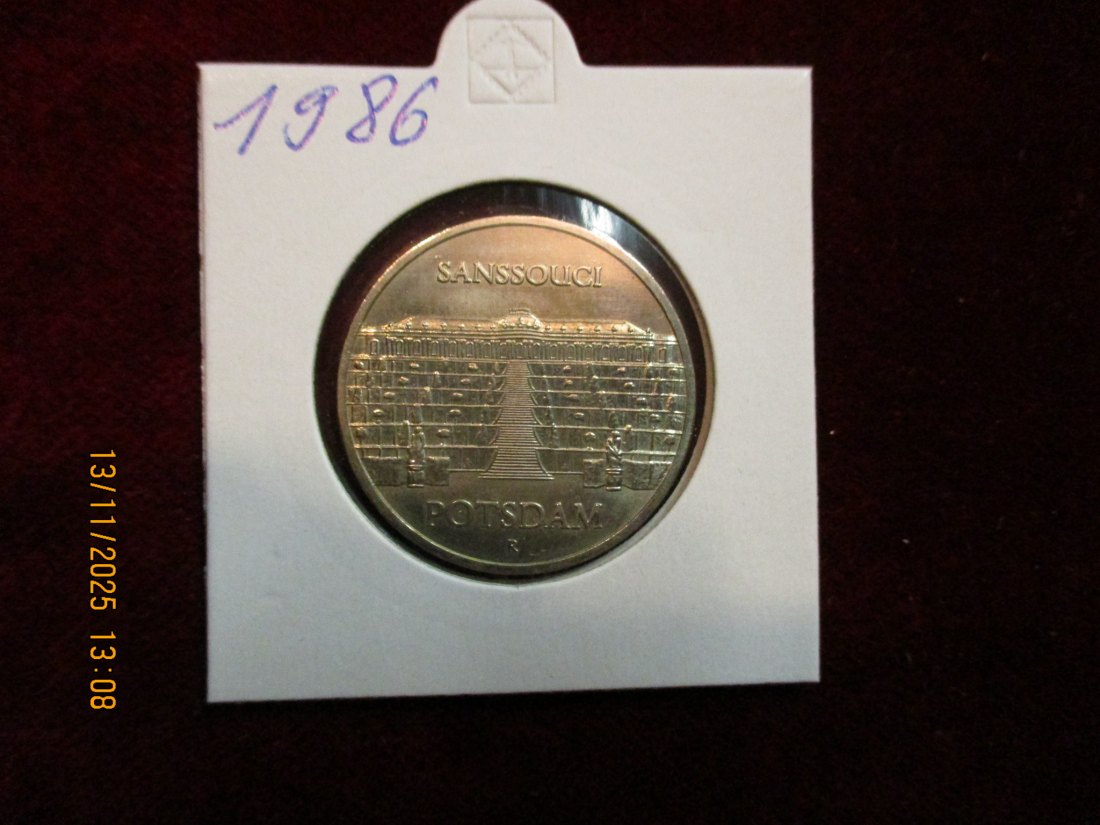 1986
SANSSOUCI
POTSDAM
R
13/11/2025 13:08